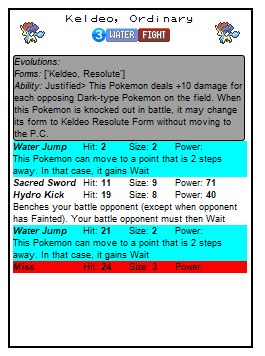 Keldeo, Ordinary
3 WATER FIGHT
Evolutions:
Forms: ['Keldeo, Resolute']
Ability: Justified> This Pokemon deals +10 damage for
each opposing Dark-type Pokemon on the field. When
this Pokemon is knocked out in battle, it may change
its form to Keldeo Resolute Form without moving to
the P.C.
Water Jump Hit: 2 Size: 2 Power:
This Pokemon can move to a point that is 2 steps
away. In that case, it gains Wait
Sacred Sword Hit: 11 Size: 9 Power: 71
Hydro Kick Hit: 19 Size: 8 Power: 40
Benches your battle opponent (except when opponent
has Fainted). Your battle opponent must then Wait
Water Jump Hit: 21 Size: 2 Power:
This Pokemon can move to a point that is 2 steps
away. In that case, it gains Wait
Miss Hit: 24 Size: 3 Power: